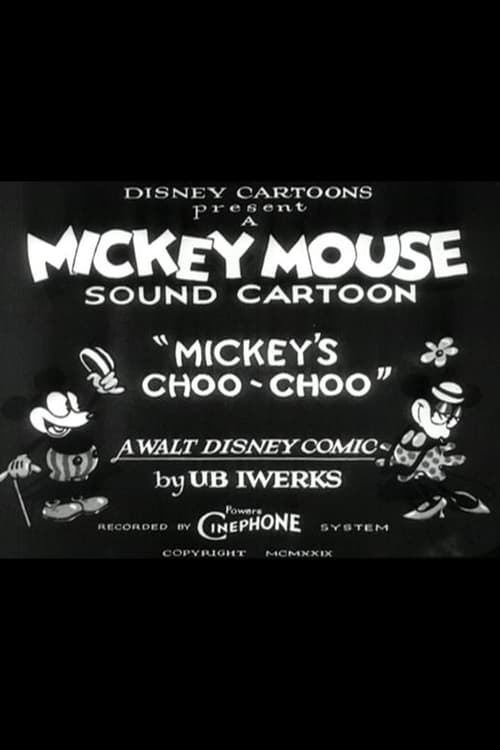 DISNEY CARTOONS
present
A
MICKEY MOUSE
SOUND CARTOON
"MICKEY'S
CHOO-CHOO"
A WALT DISNEY COMIC
by UB IWERKS
Powers
RECORDED BY CINEPHONE SYSTEM
COPYRIGHT MCMXXIX